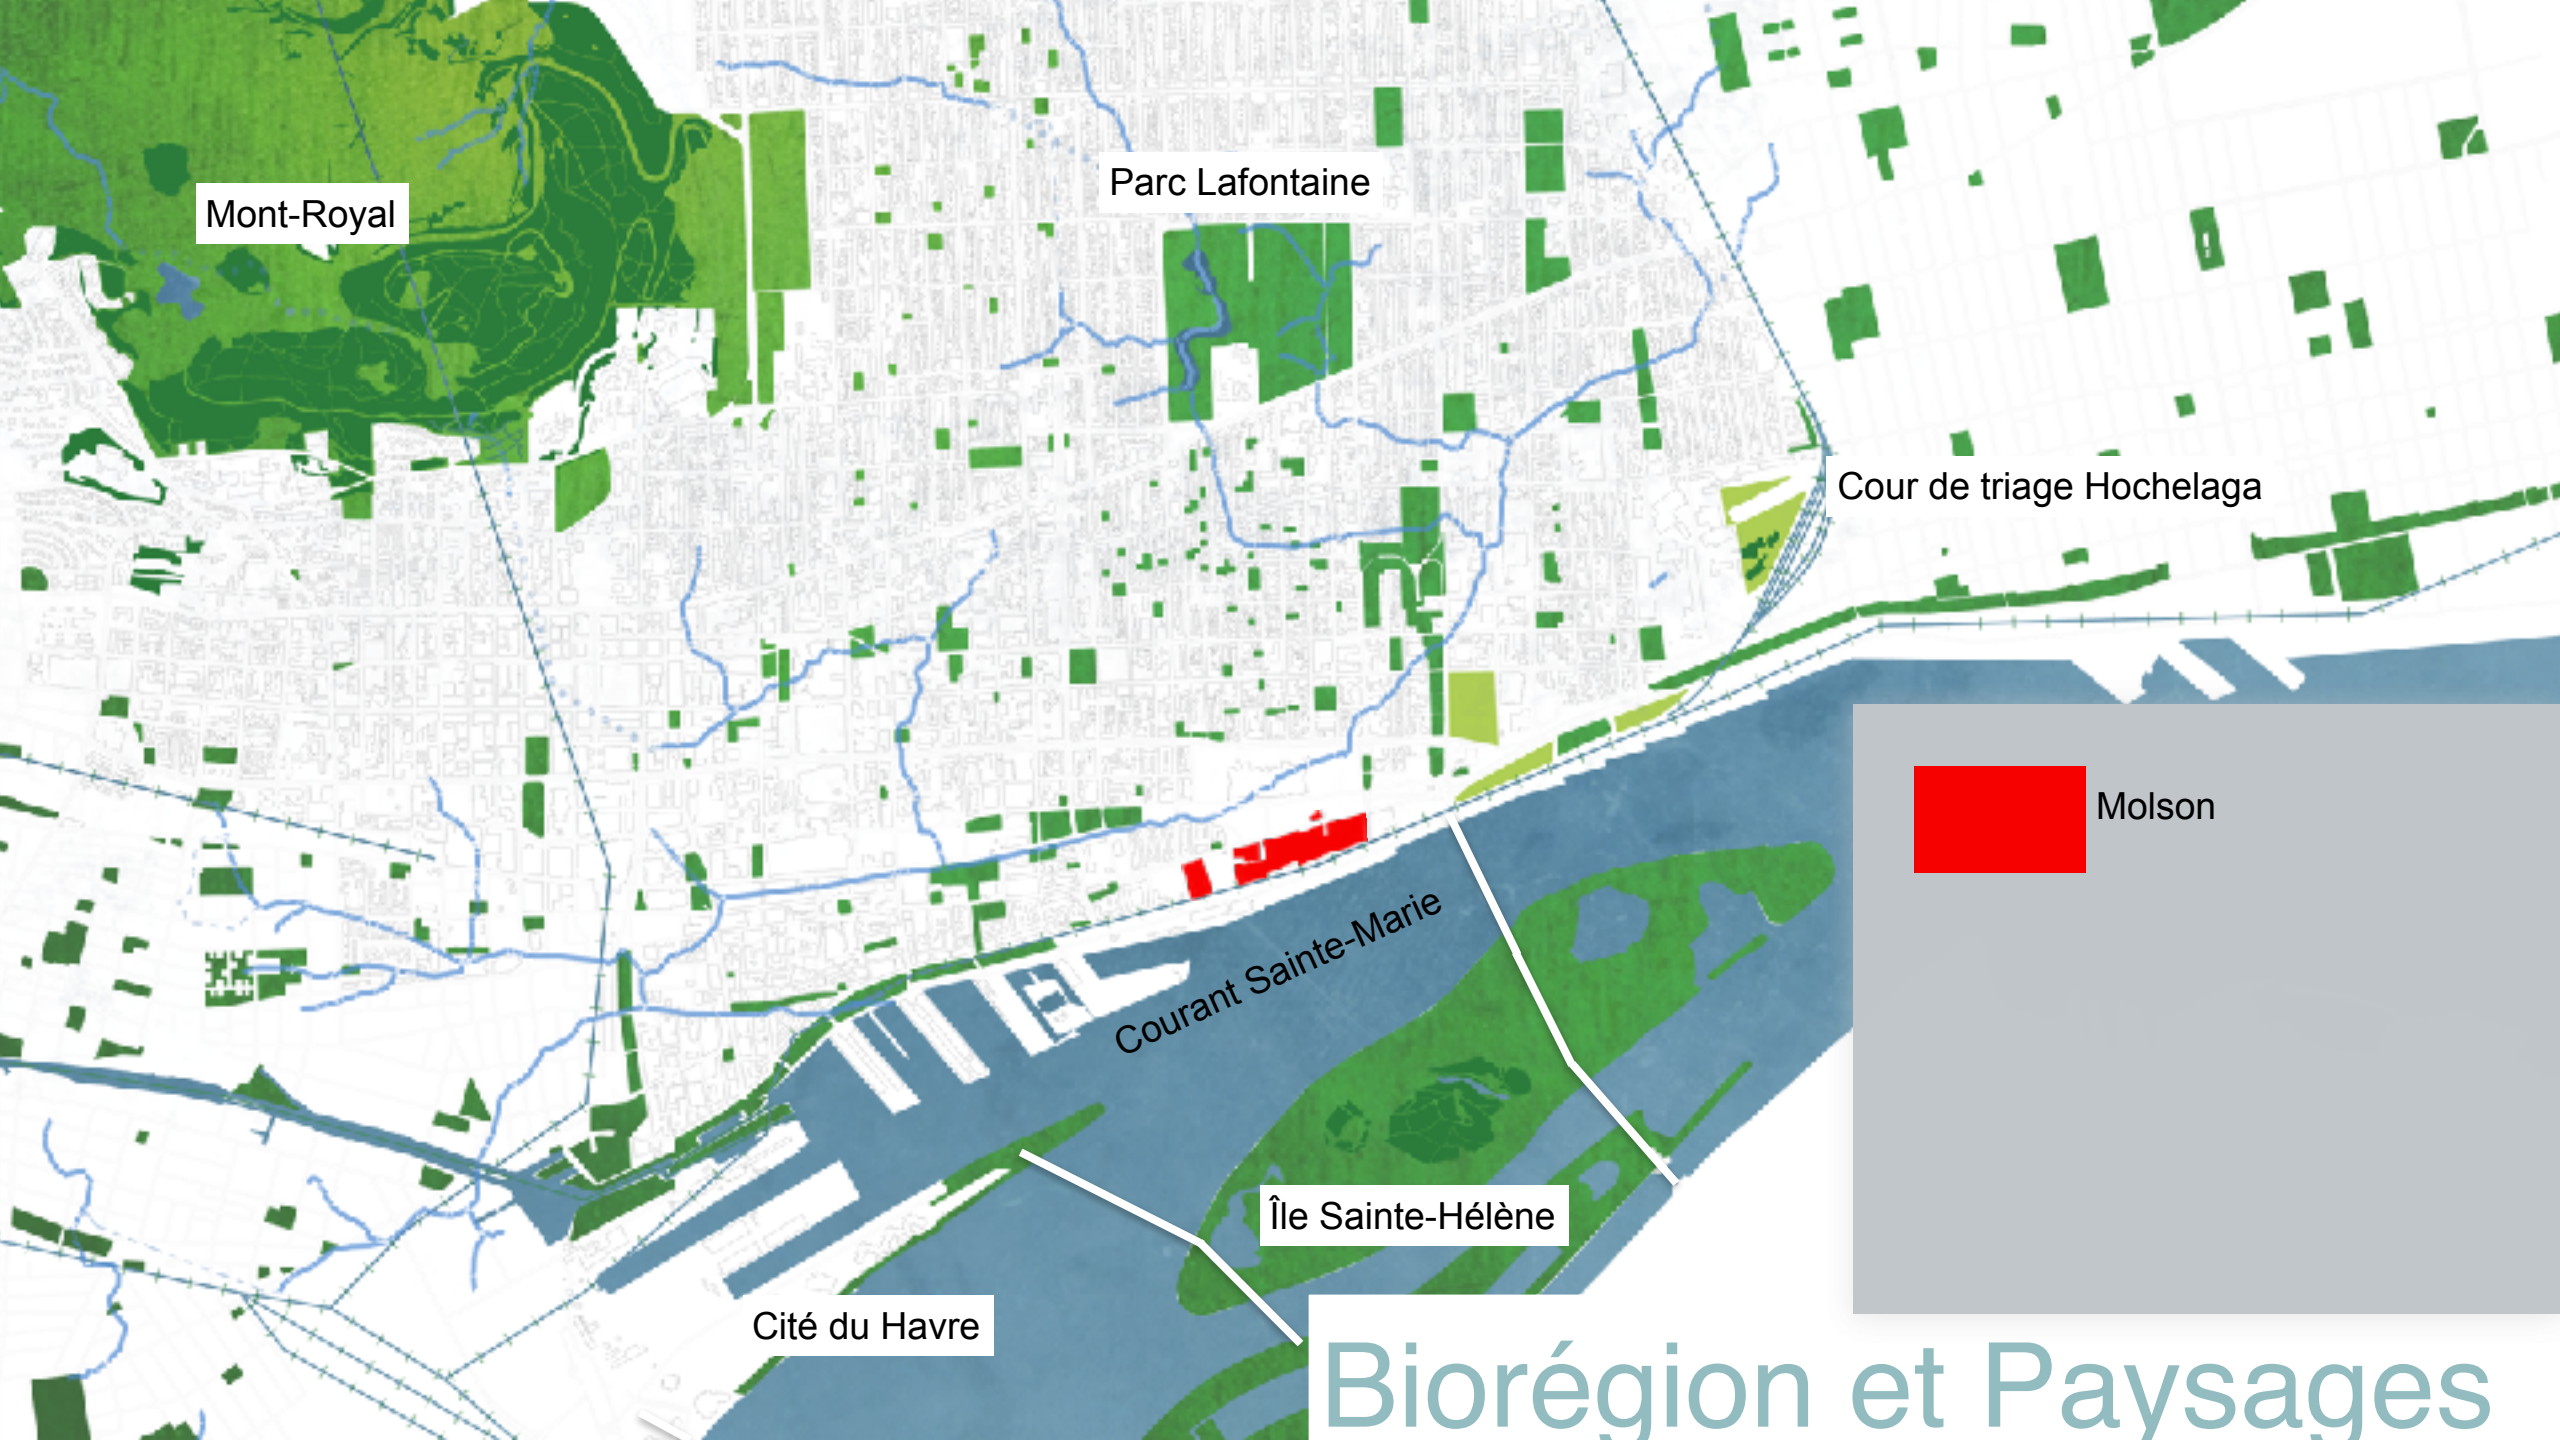 Parc Lafontaine
Mont-Royal
Cour de triage Hochelaga
Molson
Courant Sainte-Marie
Île Sainte-Hélène
Cité du Havre
Biorégion et Paysages